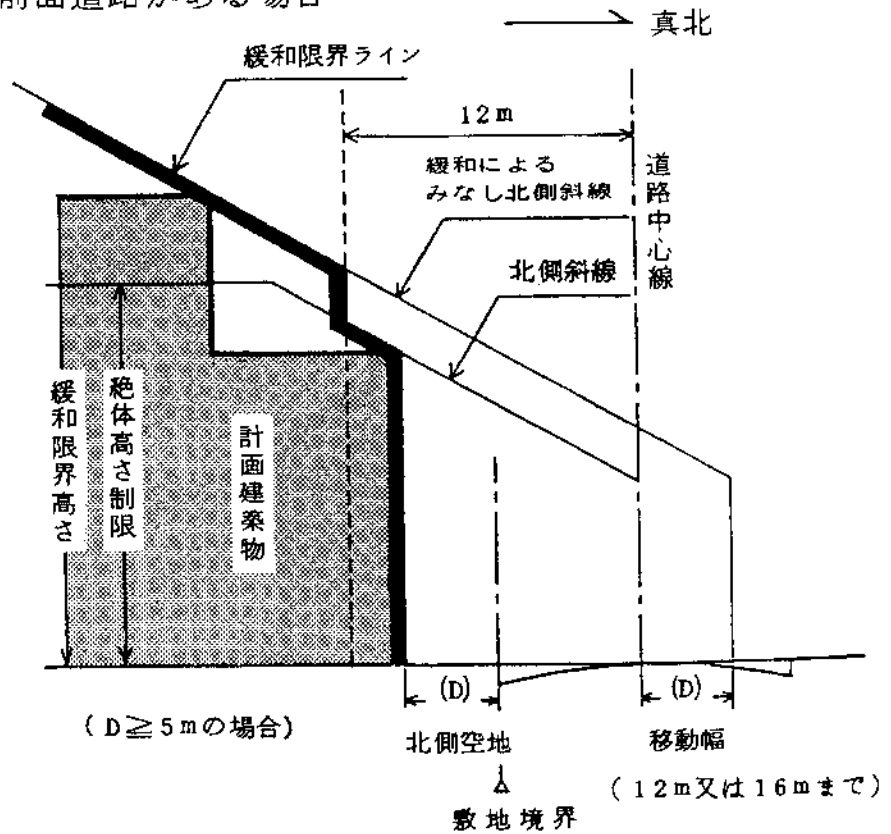 前面道路がある場合
真北
緩和限界ライン
12m
緩和による
みなし北側斜線
道路中心線
北側斜線
緩和限界高さ
絶体高さ制限
計画建築物
(D)
(D)
(D≧5mの場合)
北側空地
移動幅
(12m又は16mまで)
敷地境界